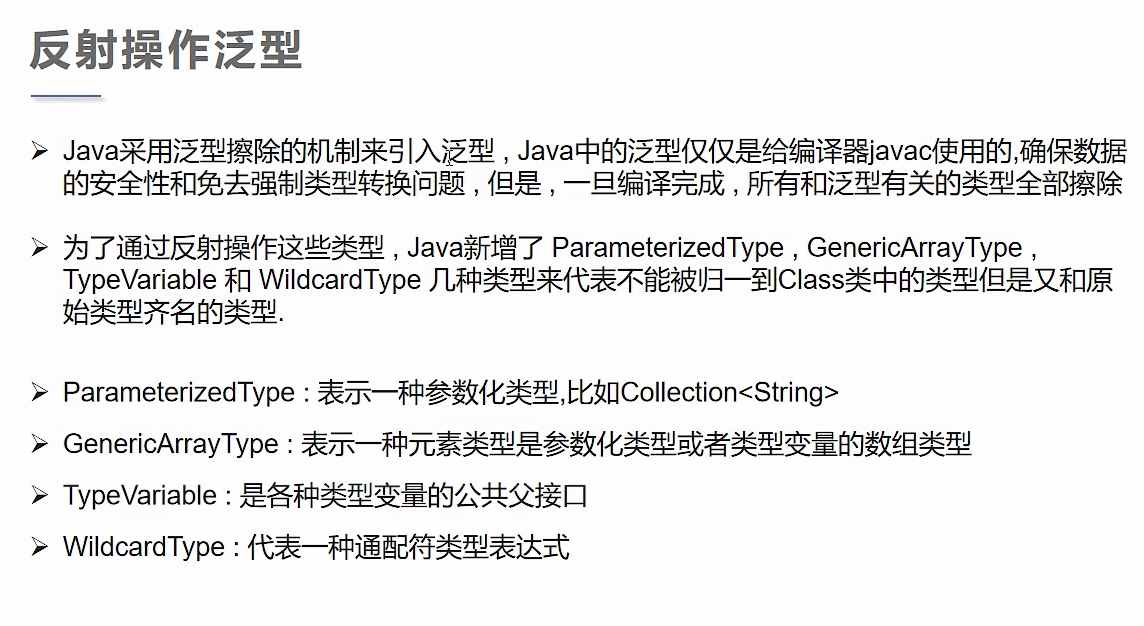 反射操作泛型
➢ Java采用泛型擦除的机制来引入泛型 , Java中的泛型仅仅是给编译器javac使用的,确保数据
的安全性和免去强制类型转换问题 , 但是 , 一旦编译完成 , 所有和泛型有关的类型全部擦除
➢ 为了通过反射操作这些类型 , Java新增了 ParameterizedType , GenericArrayType ,
TypeVariable 和 WildcardType 几种类型来代表不能被归一到Class类中的类型但是又和原
始类型齐名的类型.
➢ ParameterizedType : 表示一种参数化类型,比如Collection<String>
➢ GenericArrayType : 表示一种元素类型是参数化类型或者类型变量的数组类型
➢ TypeVariable : 是各种类型变量的公共父接口
➢ WildcardType : 代表一种通配符类型表达式